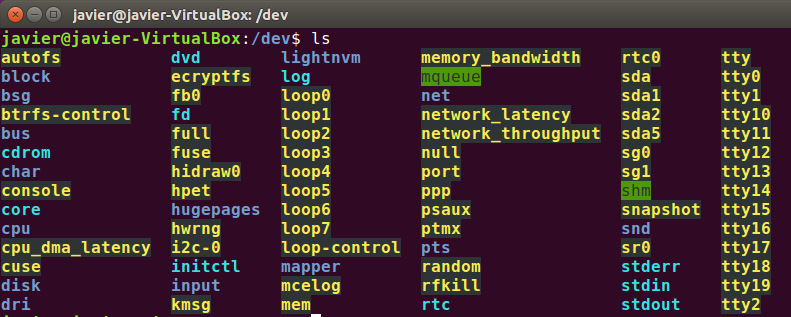 javier@javier-VirtualBox: /dev
javier@javier-VirtualBox:/dev$ ls
autofs dvd lightnvm memory_bandwidth rtc0 tty
block ecryptfs log mqueue sda tty0
bsg fb0 loop0 net sda1 tty1
btrfs-control fd loop1 network_latency sda2 tty10
bus full loop2 network_throughput sda5 tty11
cdrom fuse loop3 null sg0 tty12
char hidraw0 loop4 port sg1 tty13
console hpet loop5 ppp shm tty14
core hugepages loop6 psaux snapshot tty15
cpu hwrng loop7 ptmx snd tty16
cpu_dma_latency i2c-0 loop-control pts sr0 tty17
cuse initctl mapper random stderr tty18
disk input mcelog rfkill stdin tty19
dri kmsg mem rtc stdout tty2